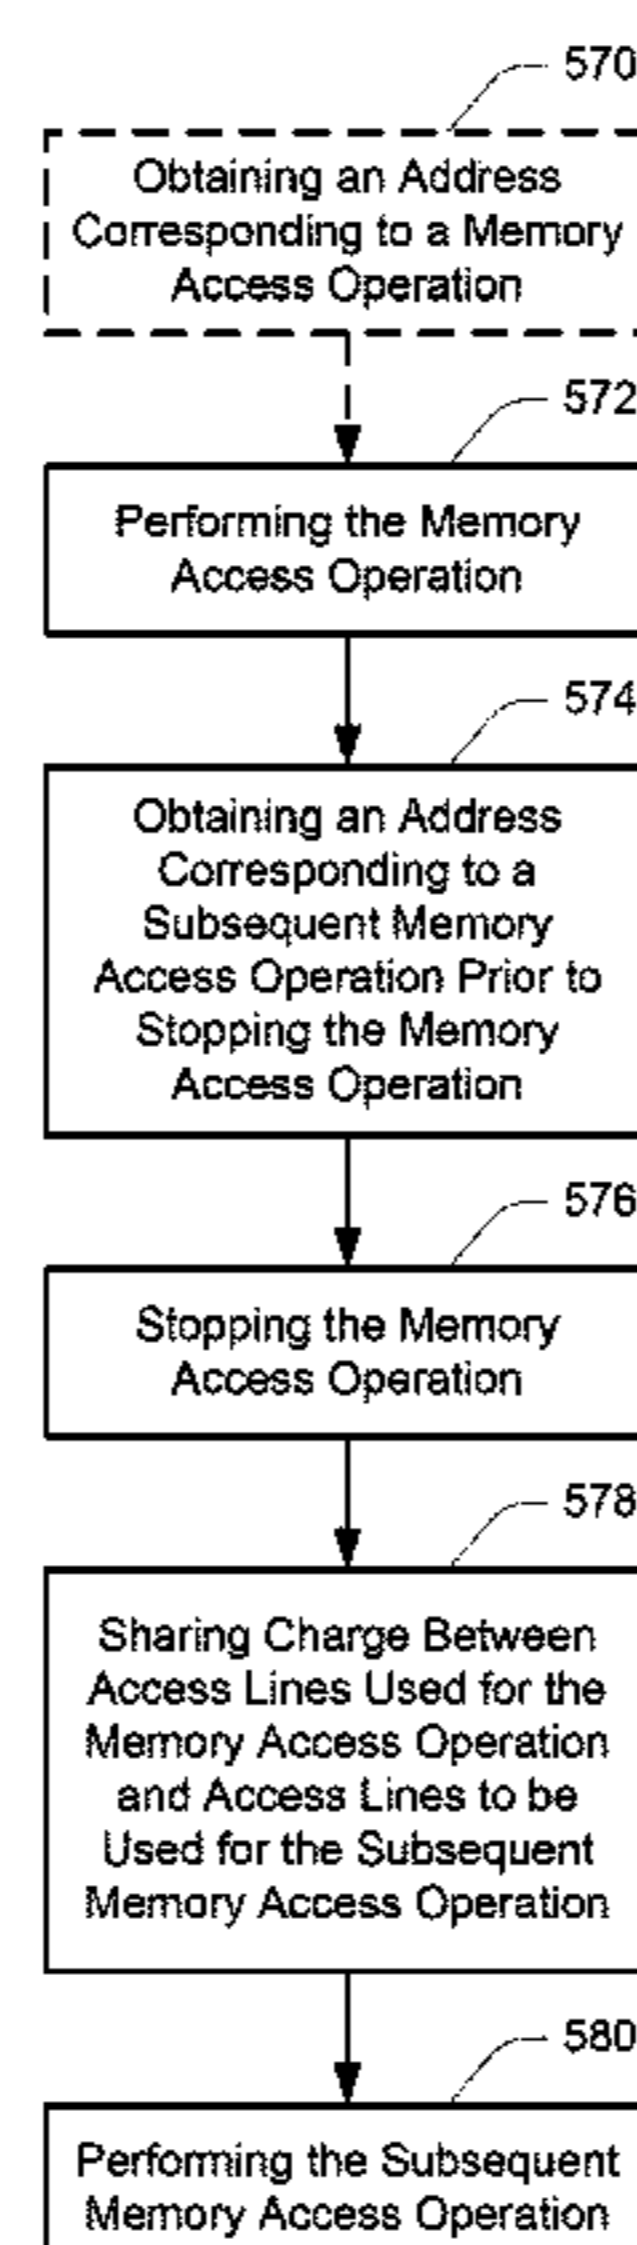 570
Obtaining an Address
Corresponding to a Memory
Access Operation
572
Performing the Memory
Access Operation
574
Obtaining an Address
Corresponding to a
Subsequent Memory
Access Operation Prior to
Stopping the Memory
Access Operation
576
Stopping the Memory
Access Operation
578
Sharing Charge Between
Access Lines Used for the
Memory Access Operation
and Access Lines to be
Used for the Subsequent
Memory Access Operation
580
Performing the Subsequent
Memory Access Operation